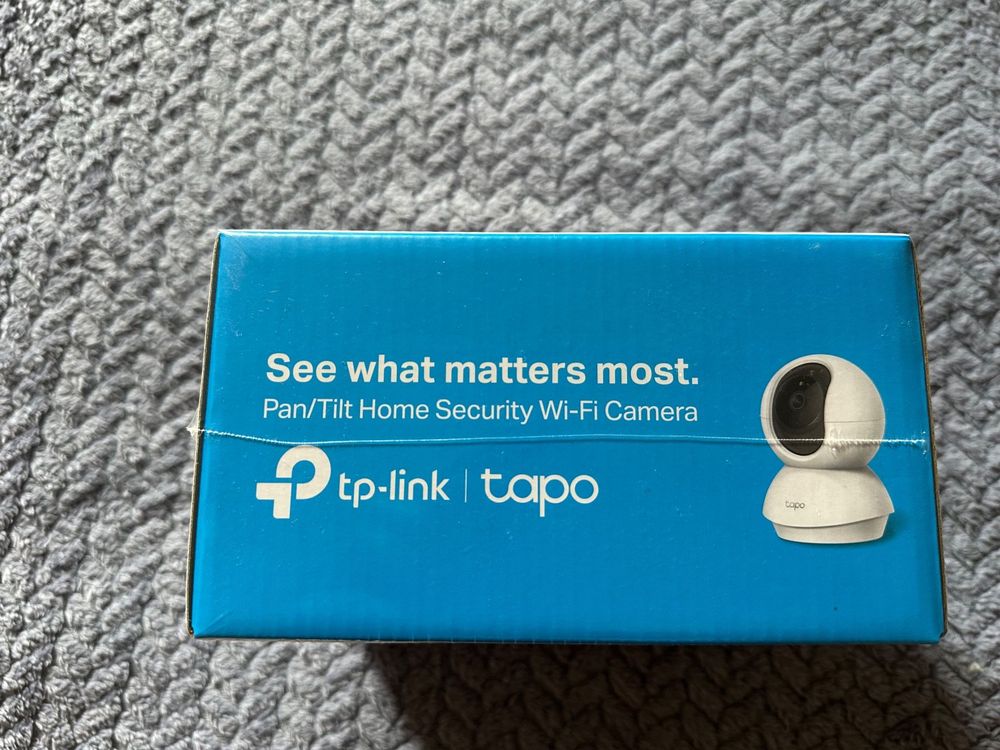 See what matters most.
Pan/Tilt Home Security Wi-Fi Camera
tp-link | tapo
tapo